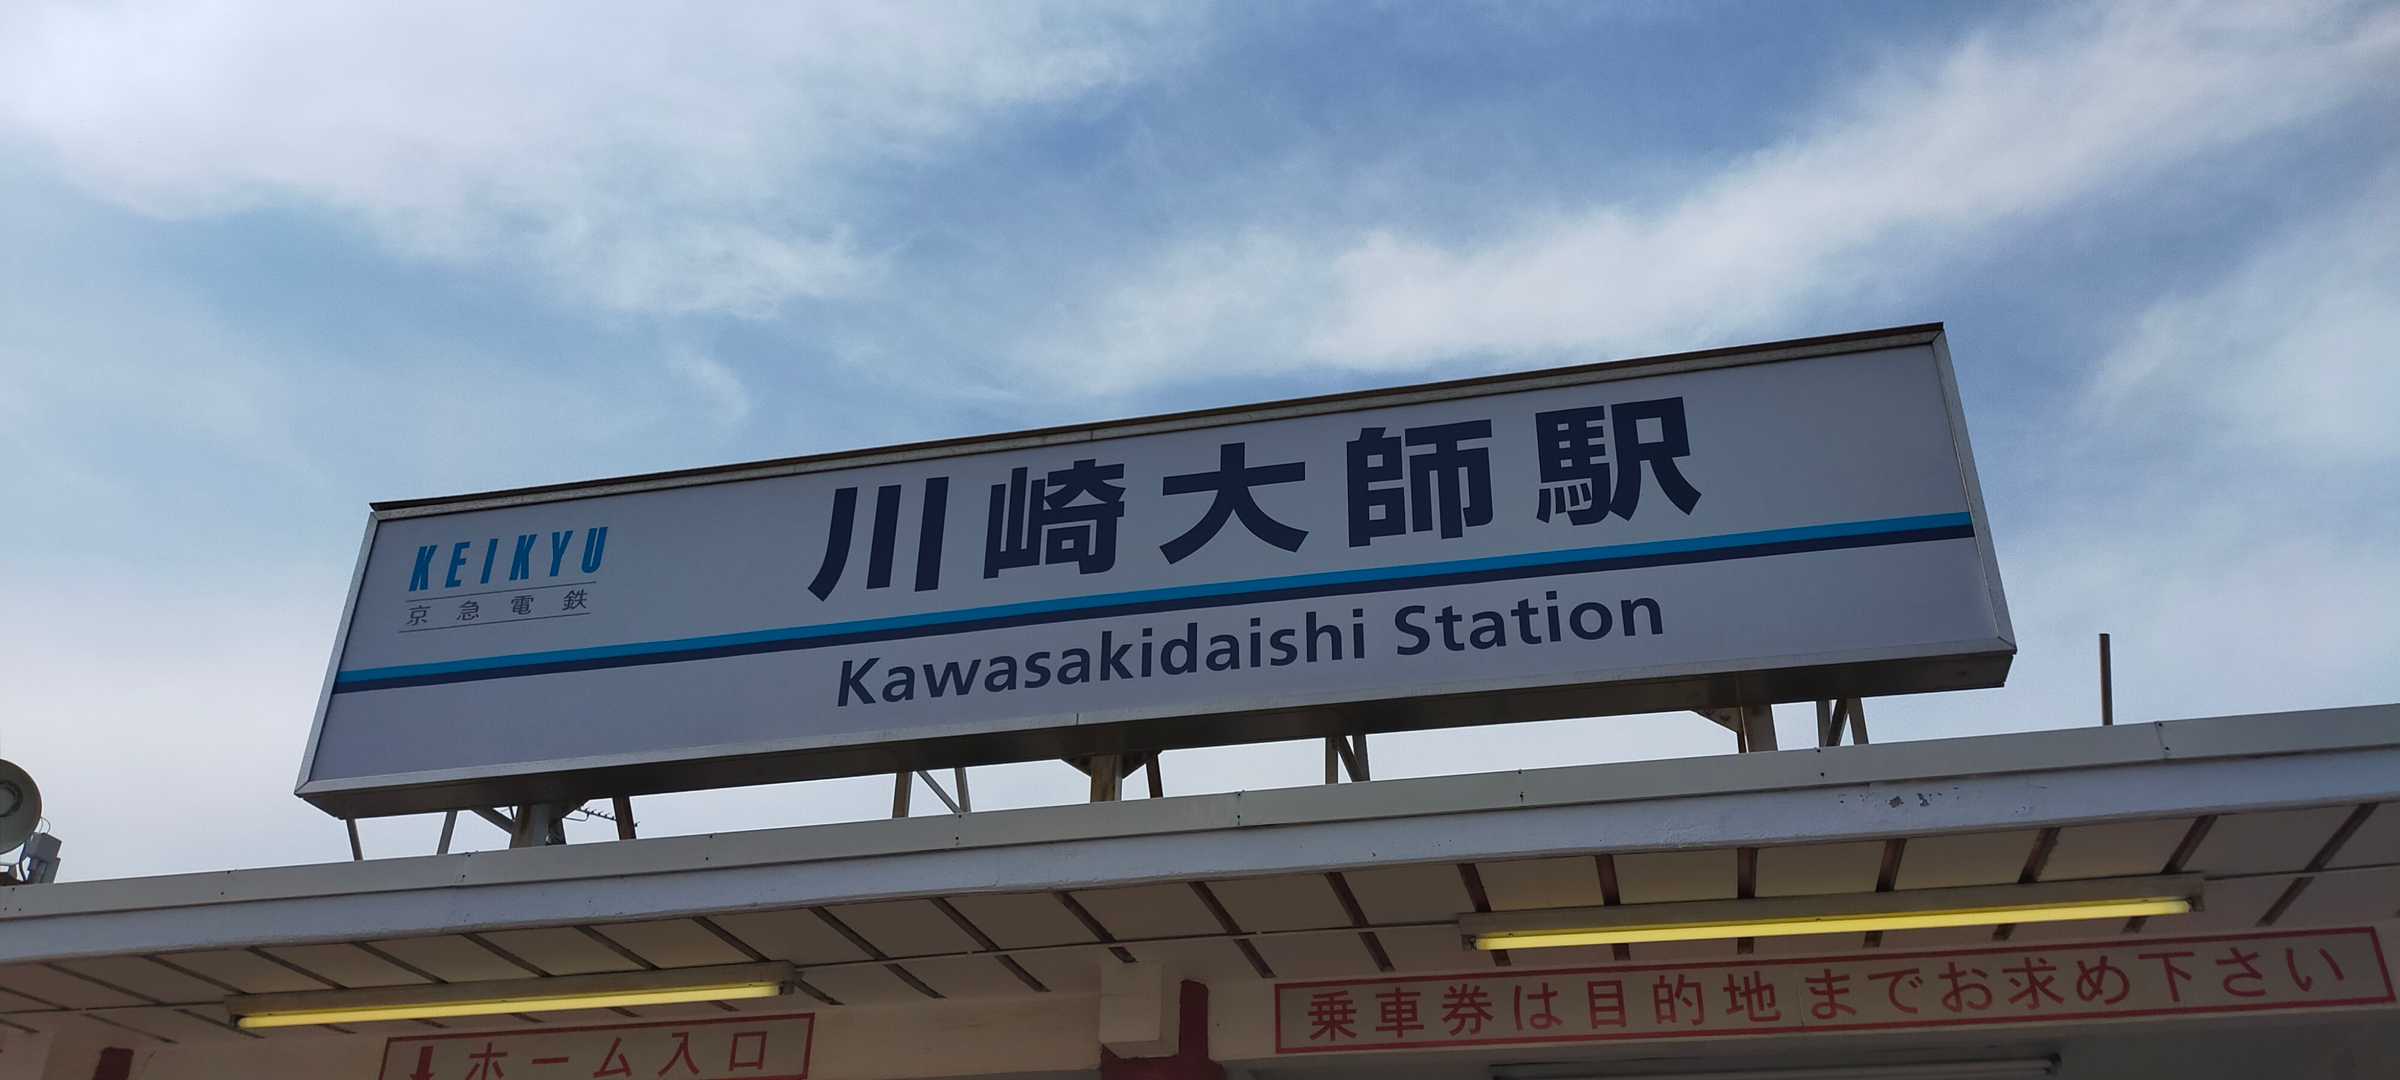 KEIKYU
京急電鉄
川崎大師駅
Kawasakidaishi Station
乗車券は目的地までお求め下さい
↓ホーム入口